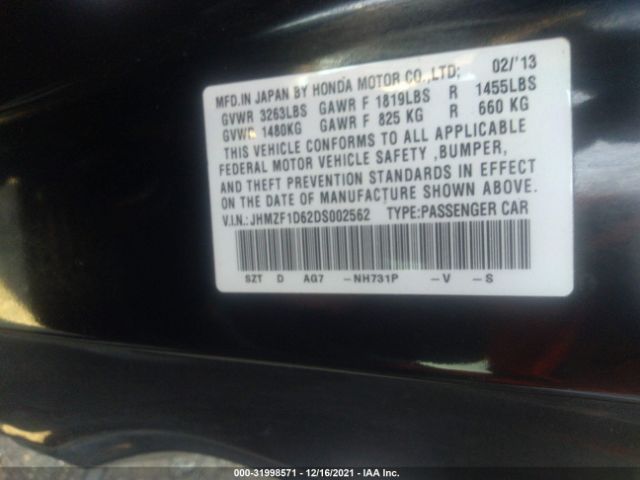 MFD.IN JAPAN BY HONDA MOTOR CO.,LTD; 02/'13
GVWR 3263LBS GAWR F 1819LBS R 1455LBS
GVWR 1480KG GAWR F 825 KG R 660 KG
THIS VEHICLE CONFORMS TO ALL APPLICABLE
FEDERAL MOTOR VEHICLE SAFETY ,BUMPER,
AND THEFT PREVENTION STANDARDS IN EFFECT
ON THE DATE OF MANUFACTURE SHOWN ABOVE.
V.I.N.: JHMZF1D62DS002562 TYPE:PASSENGER CAR
SZT D AG7 -NH731P -V -S
000-31998571 - 12/16/2021 - IAA Inc.